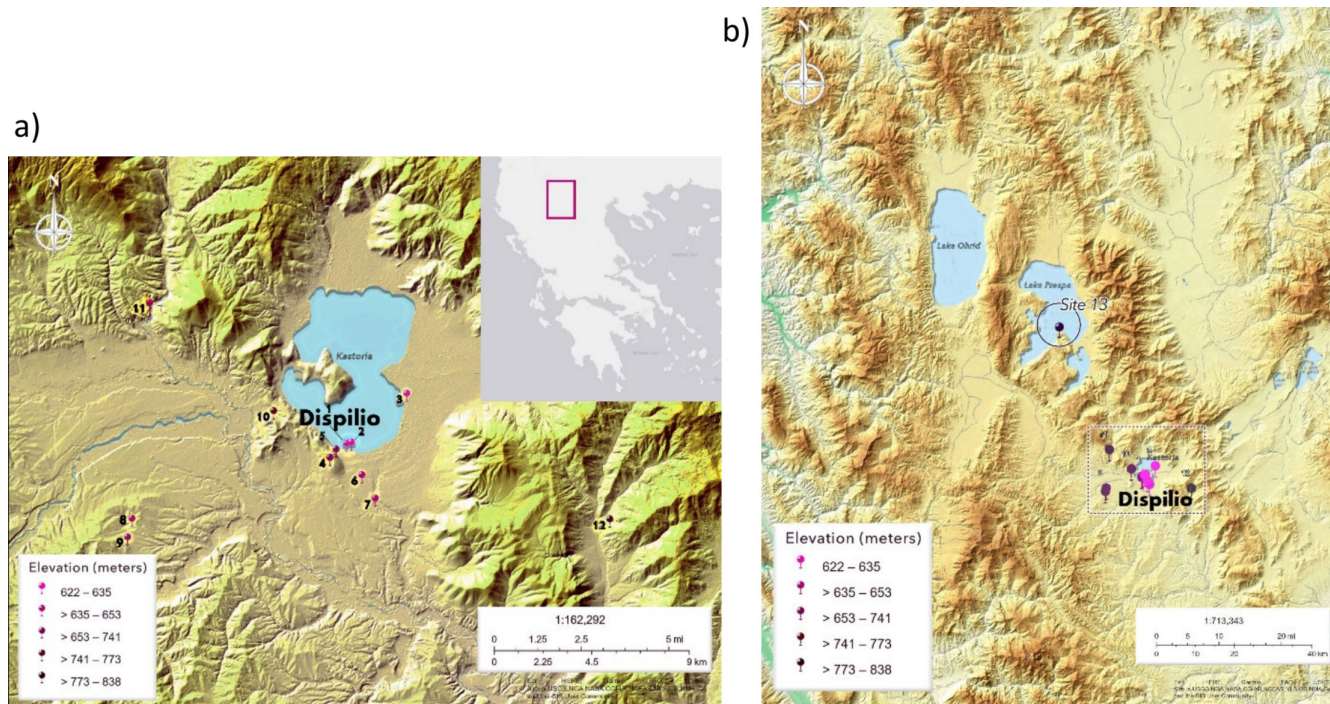 a)
N
Kastoria
Dispilio
1
2
3
4
5
6
7
8
9
10
11
12
Elevation (meters)
622 – 635
> 635 – 653
> 653 – 741
> 741 – 773
> 773 – 838
1:162,292
0 1.25 2.5 5 mi
0 2.25 4.5 9 km
b)
N
Lake Ohrid
Lake Prespa
Site 13
Kastoria
Dispilio
Elevation (meters)
622 – 635
> 635 – 653
> 653 – 741
> 741 – 773
> 773 – 838
1:713,343
0 5 10 20 mi
0 10 20 40 km